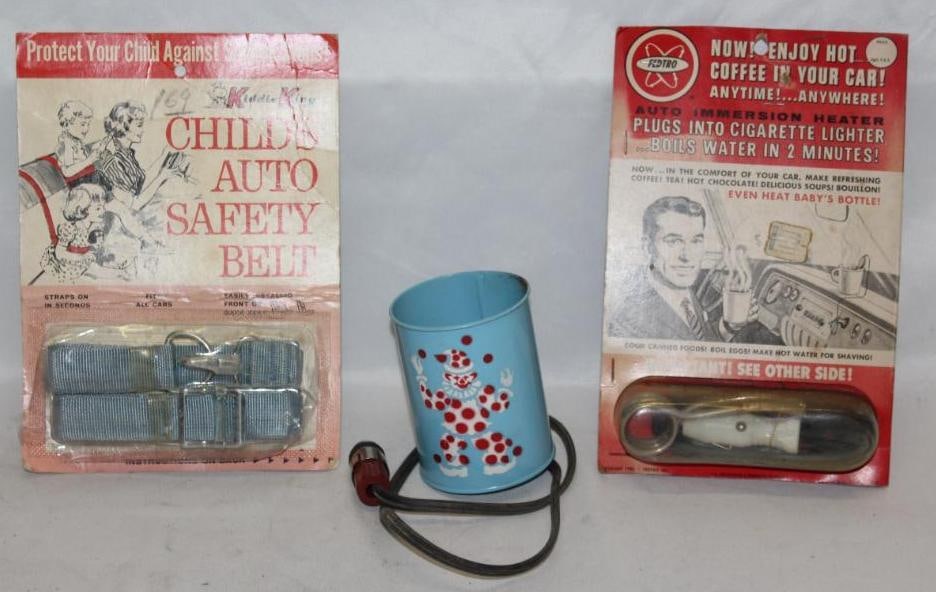 Protect Your Child Against
169
Kiddie King
CHILD'S
AUTO
SAFETY
BELT
STRAPS ON
IN SECONDS
FIT
ALL CARS
EASILY
FRONT
INSTRUCTIONS ON BACK
FEDTRO
NOW! ENJOY HOT
COFFEE IN YOUR CAR!
ANYTIME!...ANYWHERE!
AUTO IMMERSION HEATER
PLUGS INTO CIGARETTE LIGHTER
...BOILS WATER IN 2 MINUTES!
NOW...IN THE COMFORT OF YOUR CAR, MAKE REFRESHING
COFFEE! TEA! HOT CHOCOLATE! DELICIOUS SOUPS! BOUILLON!
EVEN HEAT BABY'S BOTTLE!
COOK CANNED FOODS! BOIL EGGS! MAKE HOT WATER FOR SHAVING!
SEE OTHER SIDE!